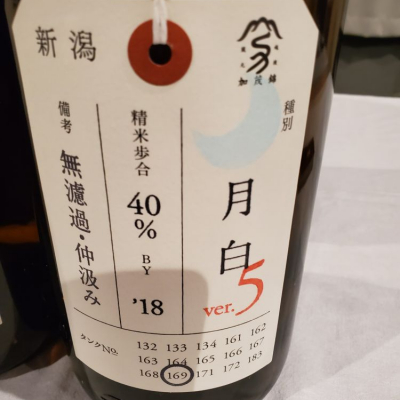 新潟
加茂錦
種別
月白
ver.5
精米歩合
40%
BY
'18
備考
無濾過・仲汲み
タンクNo.
132 133 134 161 162
163 164 165 166 167
168 169 171 172 183